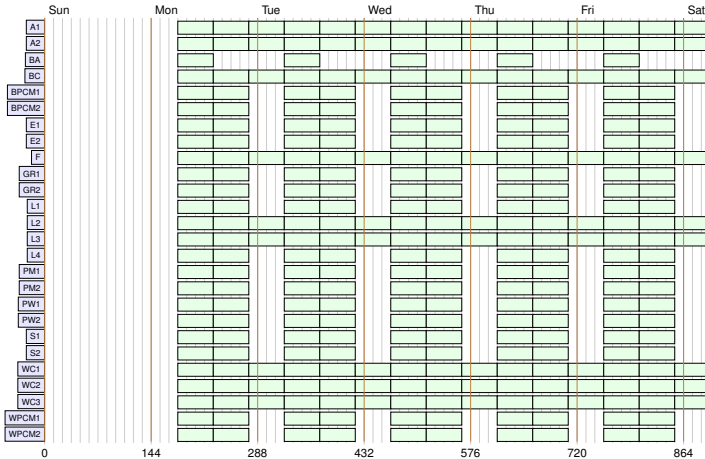 Sun Mon Tue Wed Thu Fri Sat
A1
A2
BA
BC
BPCM1
BPCM2
E1
E2
F
GR1
GR2
L1
L2
L3
L4
PM1
PM2
PW1
PW2
S1
S2
WC1
WC2
WC3
WPCM1
WPCM2
0 144 288 432 576 720 864